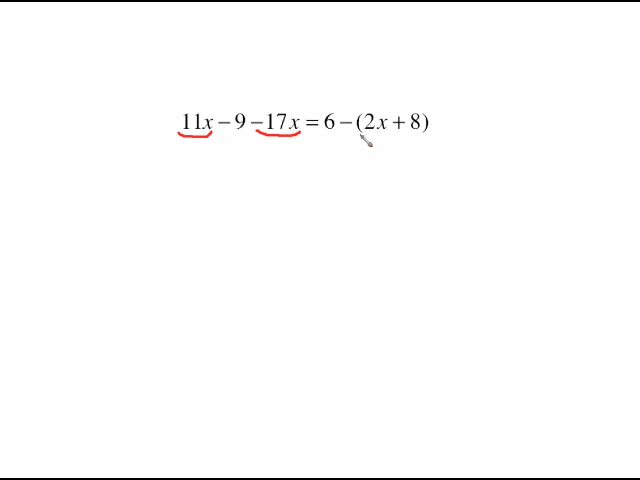 11x − 9 − 17x = 6 − (2x + 8)